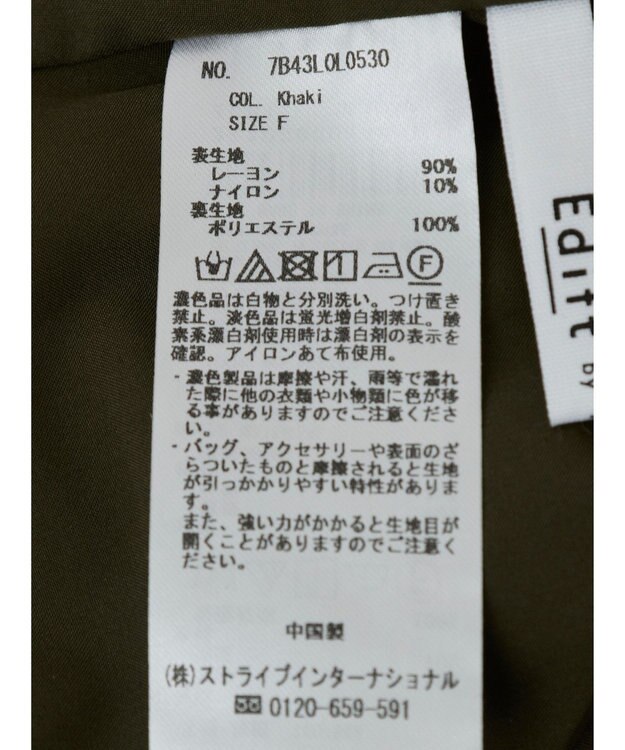 NO. 7B43L0L0530
COL. Khaki
SIZE F
表生地
レーヨン 90%
ナイロン 10%
裏生地
ポリエステル 100%
F
濃色品は白物と分別洗い。つけ置き
禁止。淡色品は蛍光増白剤禁止。酸
素系漂白剤使用時は漂白剤の表示を
確認。アイロンあて布使用。
・濃色製品は摩擦や汗、雨等で濡れ
た際に他の衣類や小物類に色が移
る事がありますのでご注意くださ
い。
・バッグ、アクセサリーや表面のざ
らついたものと摩擦されると生地
が引っかかりやすい特性がありま
す。
また、強い力がかかると生地目が
開くことがありますのでご注意く
ださい。
中国製
(株)ストライプインターナショナル
0120-659-591
Editt
by